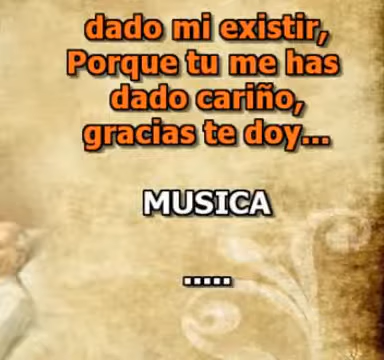 dado mi existir,
Porque tu me has
dado cariño,
gracias te doy...
MUSICA
.....